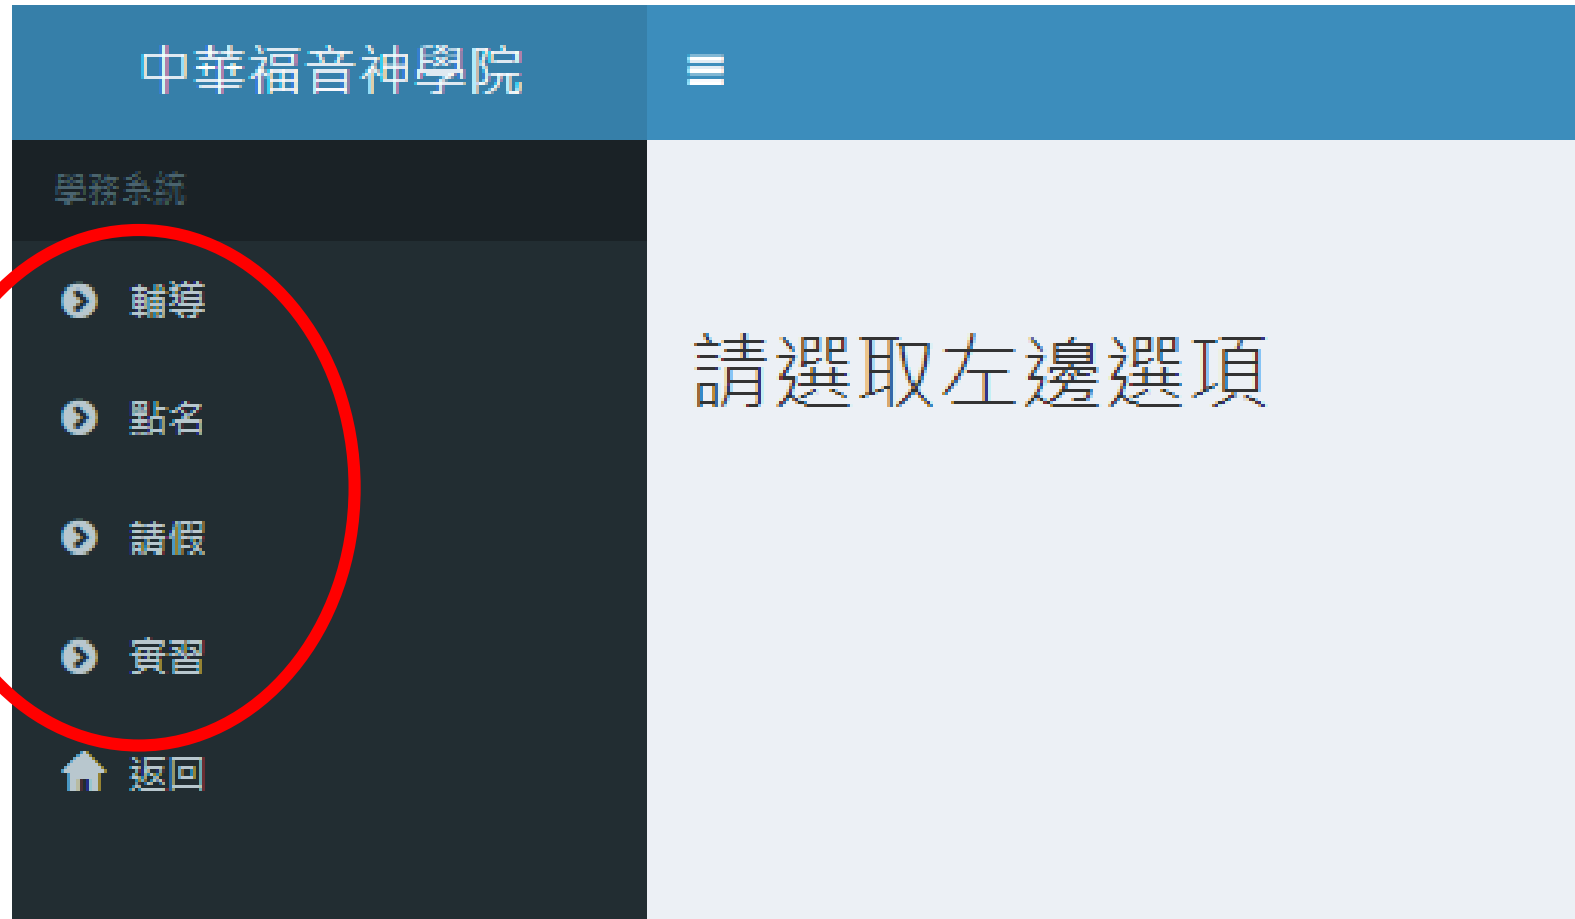 中華福音神學院
學務系統
輔導
點名
請假
實習
返回
請選取左邊選項